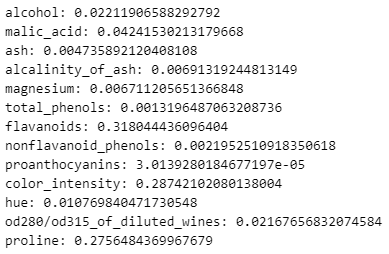 alcohol: 0.02211906588292792
malic_acid: 0.04241530213179668
ash: 0.004735892120408108
alcalinity_of_ash: 0.00691319244813149
magnesium: 0.006711205651366848
total_phenols: 0.0013196487063208736
flavanoids: 0.318044436096404
nonflavanoid_phenols: 0.0021952510918350618
proanthocyanins: 3.0139280184677197e-05
color_intensity: 0.28742102080138004
hue: 0.010769840471730548
od280/od315_of_diluted_wines: 0.02167656832074584
proline: 0.2756484369967679